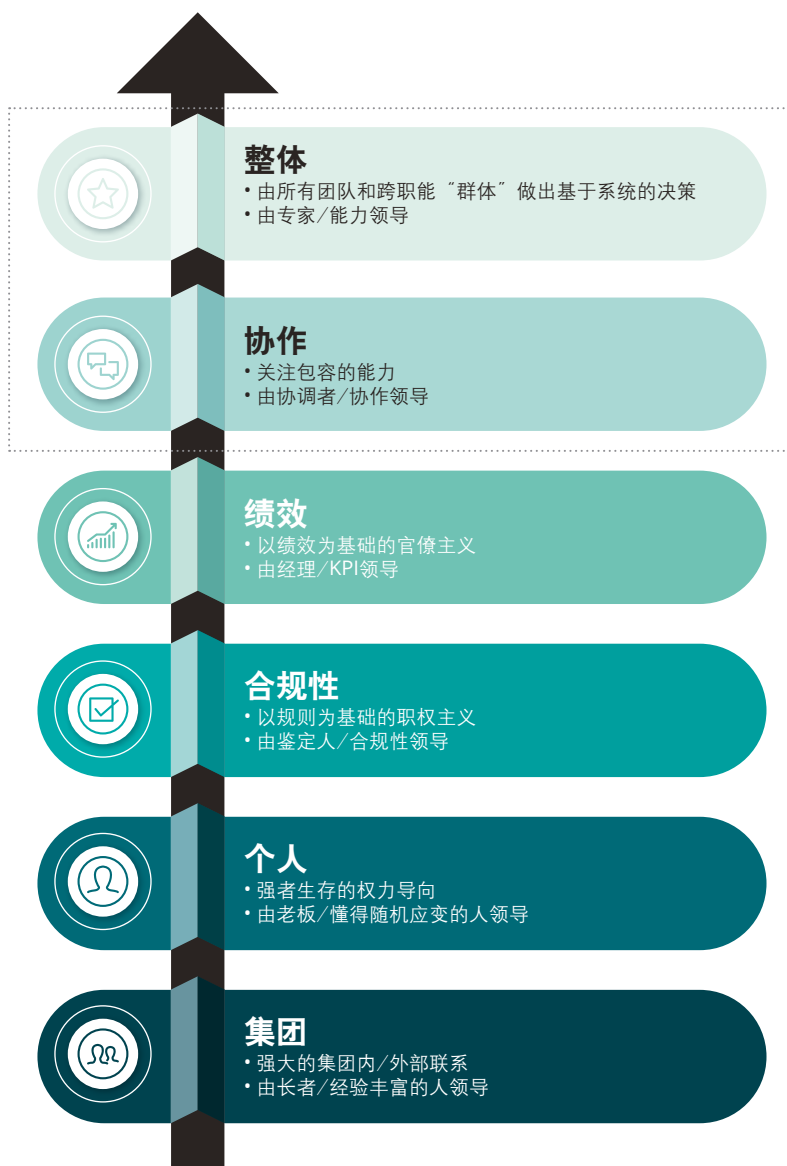 整体
• 由所有团队和跨职能“群体”做出基于系统的决策
• 由专家/能力领导
协作
• 关注包容的能力
• 由协调者/协作领导
绩效
• 以绩效为基础的官僚主义
• 由经理/KPI领导
合规性
• 以规则为基础的职权主义
• 由鉴定人/合规性领导
个人
• 强者生存的权力导向
• 由老板/懂得随机应变的人领导
集团
• 强大的集团内/外部联系
• 由长者/经验丰富的人领导